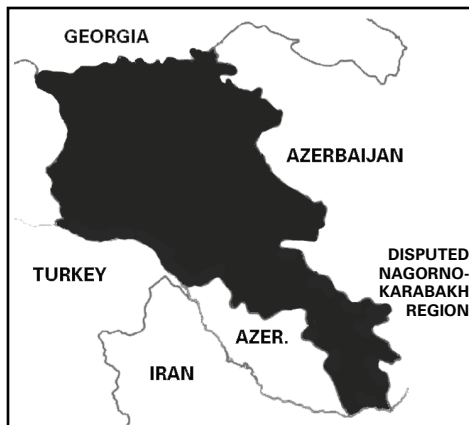 GEORGIA
AZERBAIJAN
DISPUTED
NAGORNO-
KARABAKH
REGION
TURKEY
AZER.
IRAN